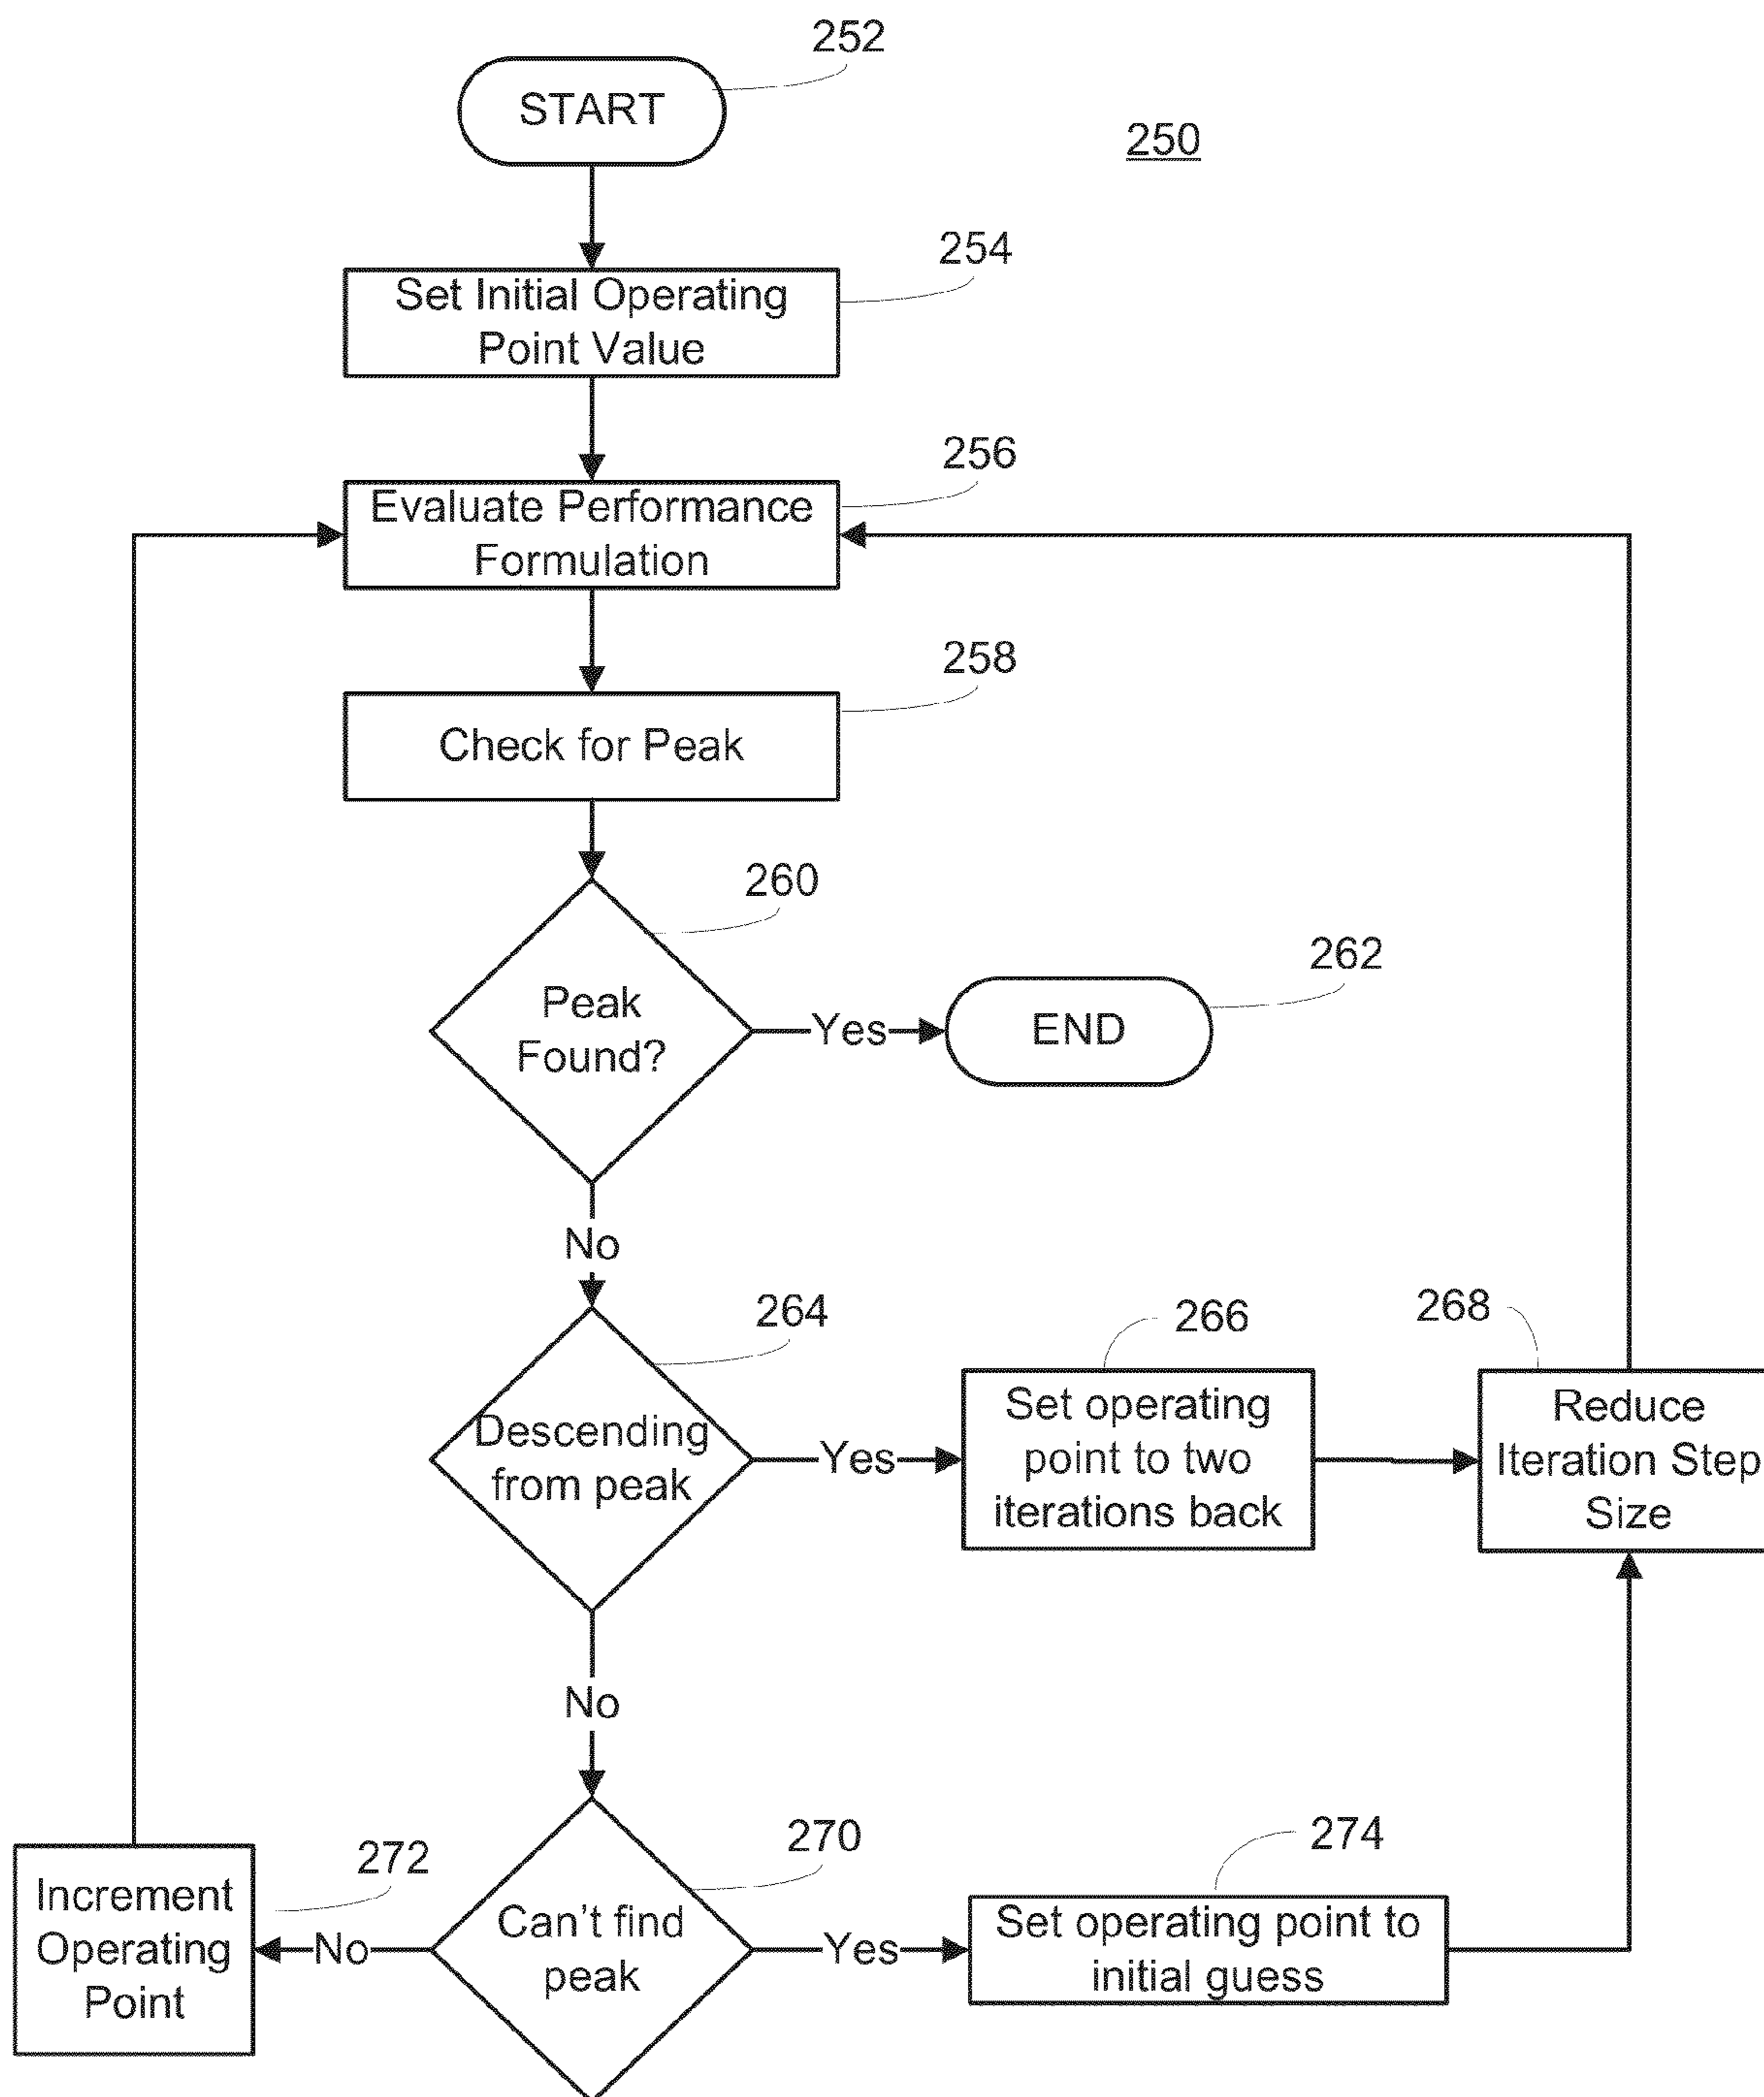 252
START
250
254
Set Initial Operating
Point Value
256
Evaluate Performance
Formulation
258
Check for Peak
260
Peak
Found?
Yes
262
END
No
264
Descending
from peak
Yes
266
Set operating
point to two
iterations back
268
Reduce
Iteration Step
Size
No
270
Can't find
peak
No
272
Increment
Operating
Point
Yes
274
Set operating point to
initial guess